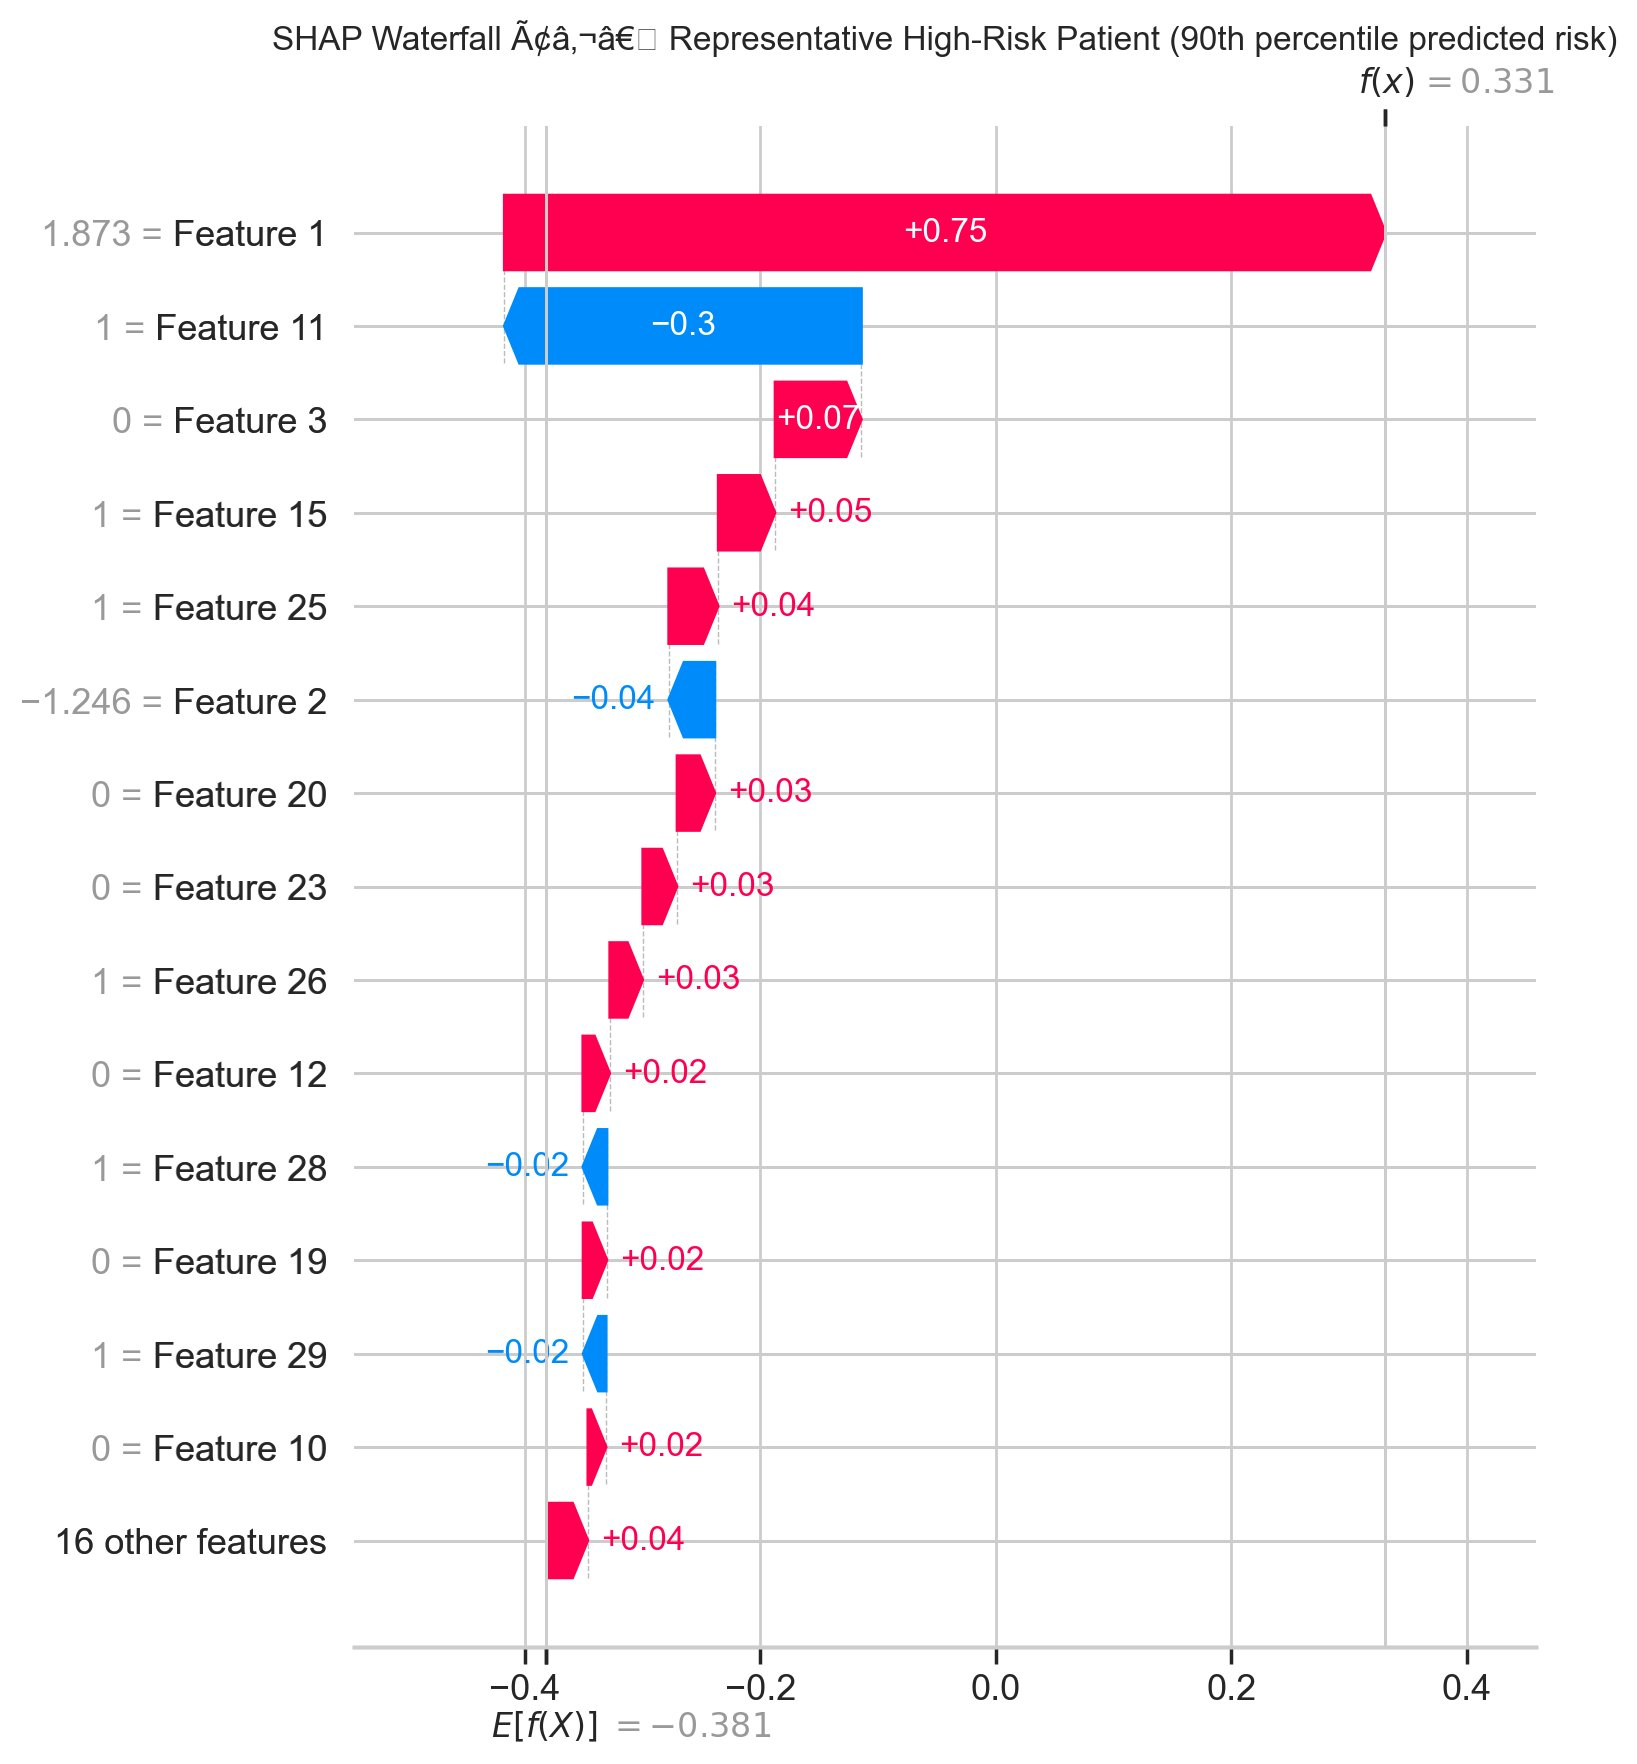 SHAP Waterfall Ã¢â‚¬â€□ Representative High-Risk Patient (90th percentile predicted risk)
f(x) = 0.331
1.873 = Feature 1
+0.75
1 = Feature 11
−0.3
0 = Feature 3
+0.07
1 = Feature 15
+0.05
1 = Feature 25
+0.04
−1.246 = Feature 2
−0.04
0 = Feature 20
+0.03
0 = Feature 23
+0.03
1 = Feature 26
+0.03
0 = Feature 12
+0.02
1 = Feature 28
−0.02
0 = Feature 19
+0.02
1 = Feature 29
−0.02
0 = Feature 10
+0.02
16 other features
+0.04
−0.4 −0.2 0.0 0.2 0.4
E[f(X)] = −0.381